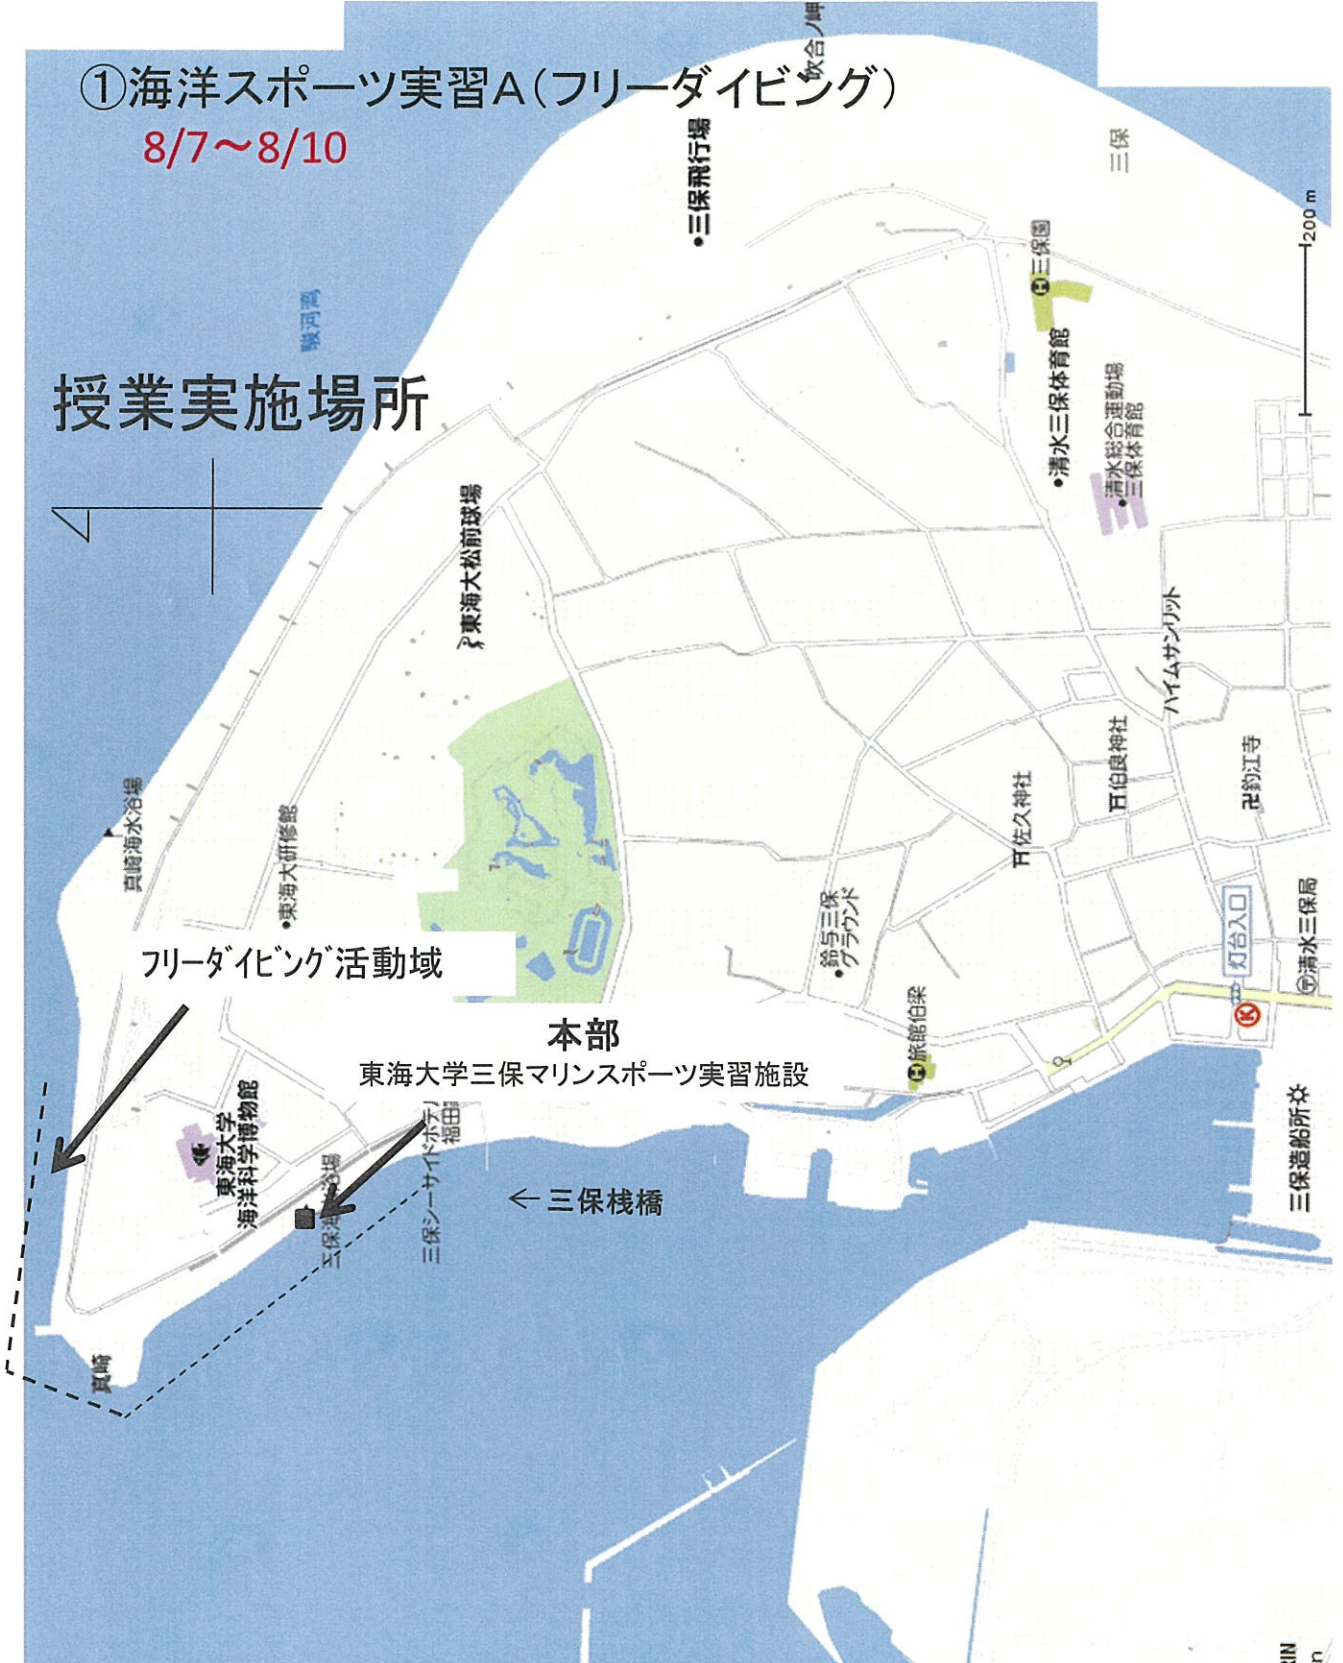 ①海洋スポーツ実習A(フリーダイビング)
8/7～8/10
吹合ノ岬
三保飛行場
三保
200 m
三保園
駿河湾
清水三保体育館
清水総合運動場
三保体育館
授業実施場所
東海大松前球場
ハイムサンリット
真崎海水浴場
東海大研修館
佐久神社
伯良神社
釣江寺
鈴与三保
グラウンド
灯台入口
清水三保局
フリーダイビング活動域
旅館伯梁
本部
東海大学三保マリンスポーツ実習施設
東海大学
海洋科学博物館
三保シーサイドホテル
福田
三保造船所
←三保桟橋
真崎